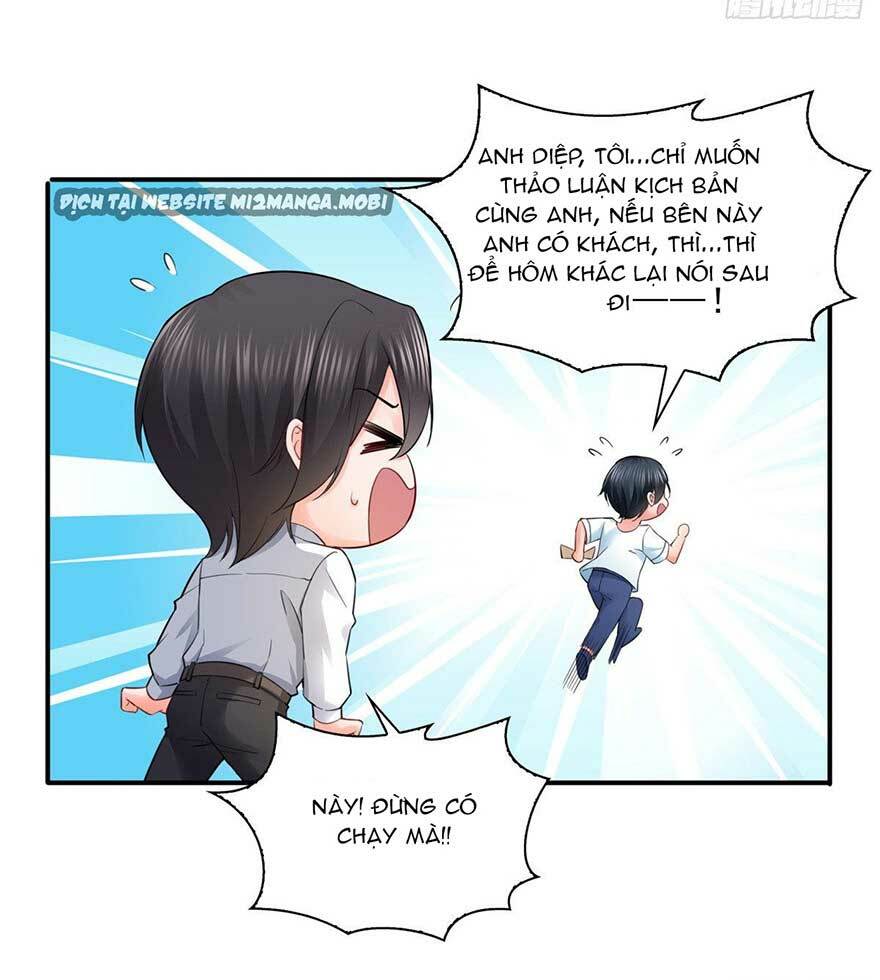 ANH DIỆP, TÔI...CHỈ MUỐN
THẢO LUẬN KỊCH BẢN
CÙNG ANH, NẾU BÊN NÀY
ANH CÓ KHÁCH, THÌ...THÌ
ĐỂ HÔM KHÁC LẠI NÓI SAU
ĐI——!
DỊCH TẠI WEBSITE MI2MANGA.MOBI
NÀY! ĐỪNG CÓ
CHẠY MÀ!!